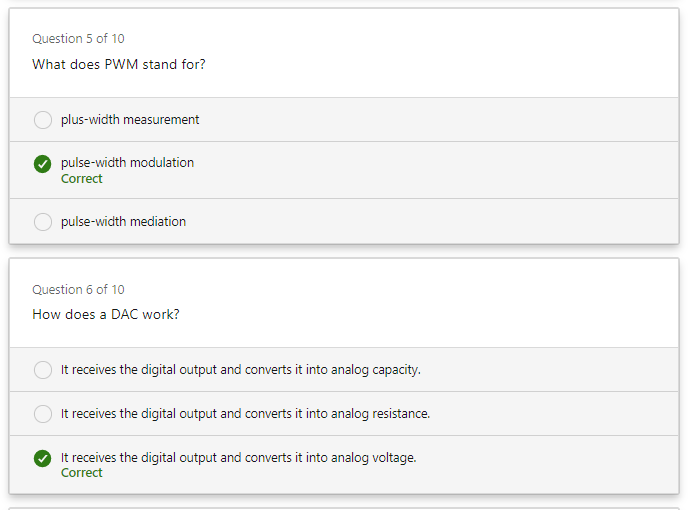 Question 5 of 10
What does PWM stand for?
plus-width measurement
pulse-width modulation
Correct
pulse-width mediation
Question 6 of 10
How does a DAC work?
It receives the digital output and converts it into analog capacity.
It receives the digital output and converts it into analog resistance.
It receives the digital output and converts it into analog voltage.
Correct